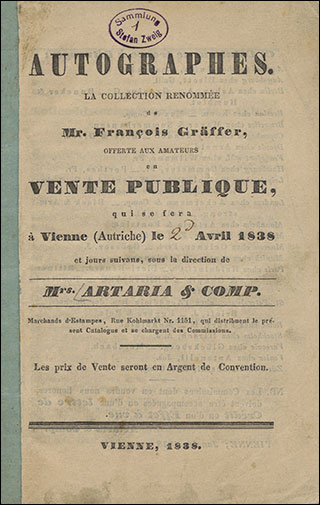 Sammlung
1
Stefan Zweig
AUTOGRAPHES.
LA COLLECTION RENOMMÉE
de
Mr. François Gräffer,
OFFERTE AUX AMATEURS
en
VENTE PUBLIQUE,
qui se fera
à Vienne (Autriche) le 2d Avril 1838
et jours suivans, sous la direction de
Mrs. ARTARIA & COMP.
Marchands d'Estampes, Rue Kohlmarkt Nr. 1151, qui distribuent le pré-
sent Catalogue et se chargent des Commissions.
Les prix de Vente seront en Argent de Convention.
VIENNE, 1838.